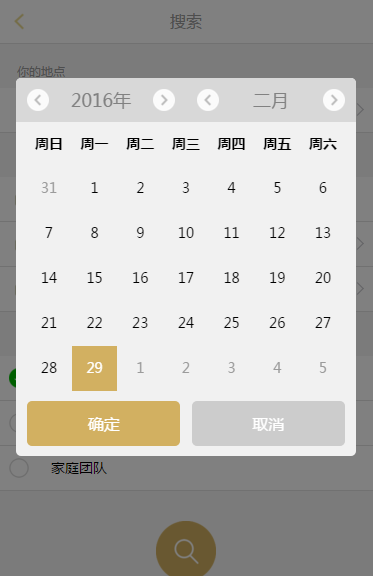 搜索
你的地点
2016年 二月
周日 周一 周二 周三 周四 周五 周六
31 1 2 3 4 5 6
7 8 9 10 11 12 13
14 15 16 17 18 19 20
21 22 23 24 25 26 27
28 29 1 2 3 4 5
确定 取消
家庭团队